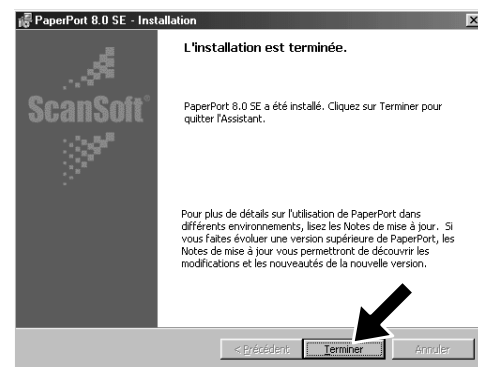 PaperPort 8.0 SE - Installation
L'installation est terminée.
ScanSoft®
PaperPort 8.0 SE a été installé. Cliquez sur Terminer pour
quitter l'Assistant.
Pour plus de détails sur l'utilisation de PaperPort dans
différents environnements, lisez les Notes de mise à jour. Si
vous faites évoluer une version supérieure de PaperPort, les
Notes de mise à jour vous permettront de découvrir les
modifications et les nouveautés de la nouvelle version.
< Précédent Terminer Annuler